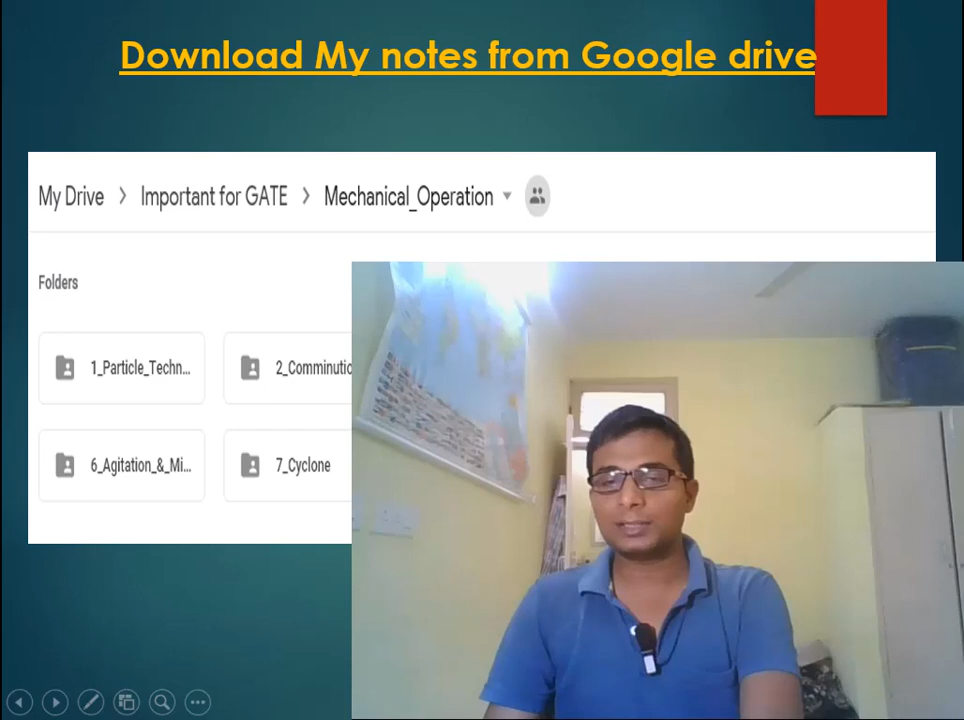 Download My notes from Google drive
My Drive > Important for GATE > Mechanical_Operation
Folders
1_Particle_Techn... 2_Comminutio
6_Agitation_&_Mi... 7_Cyclone